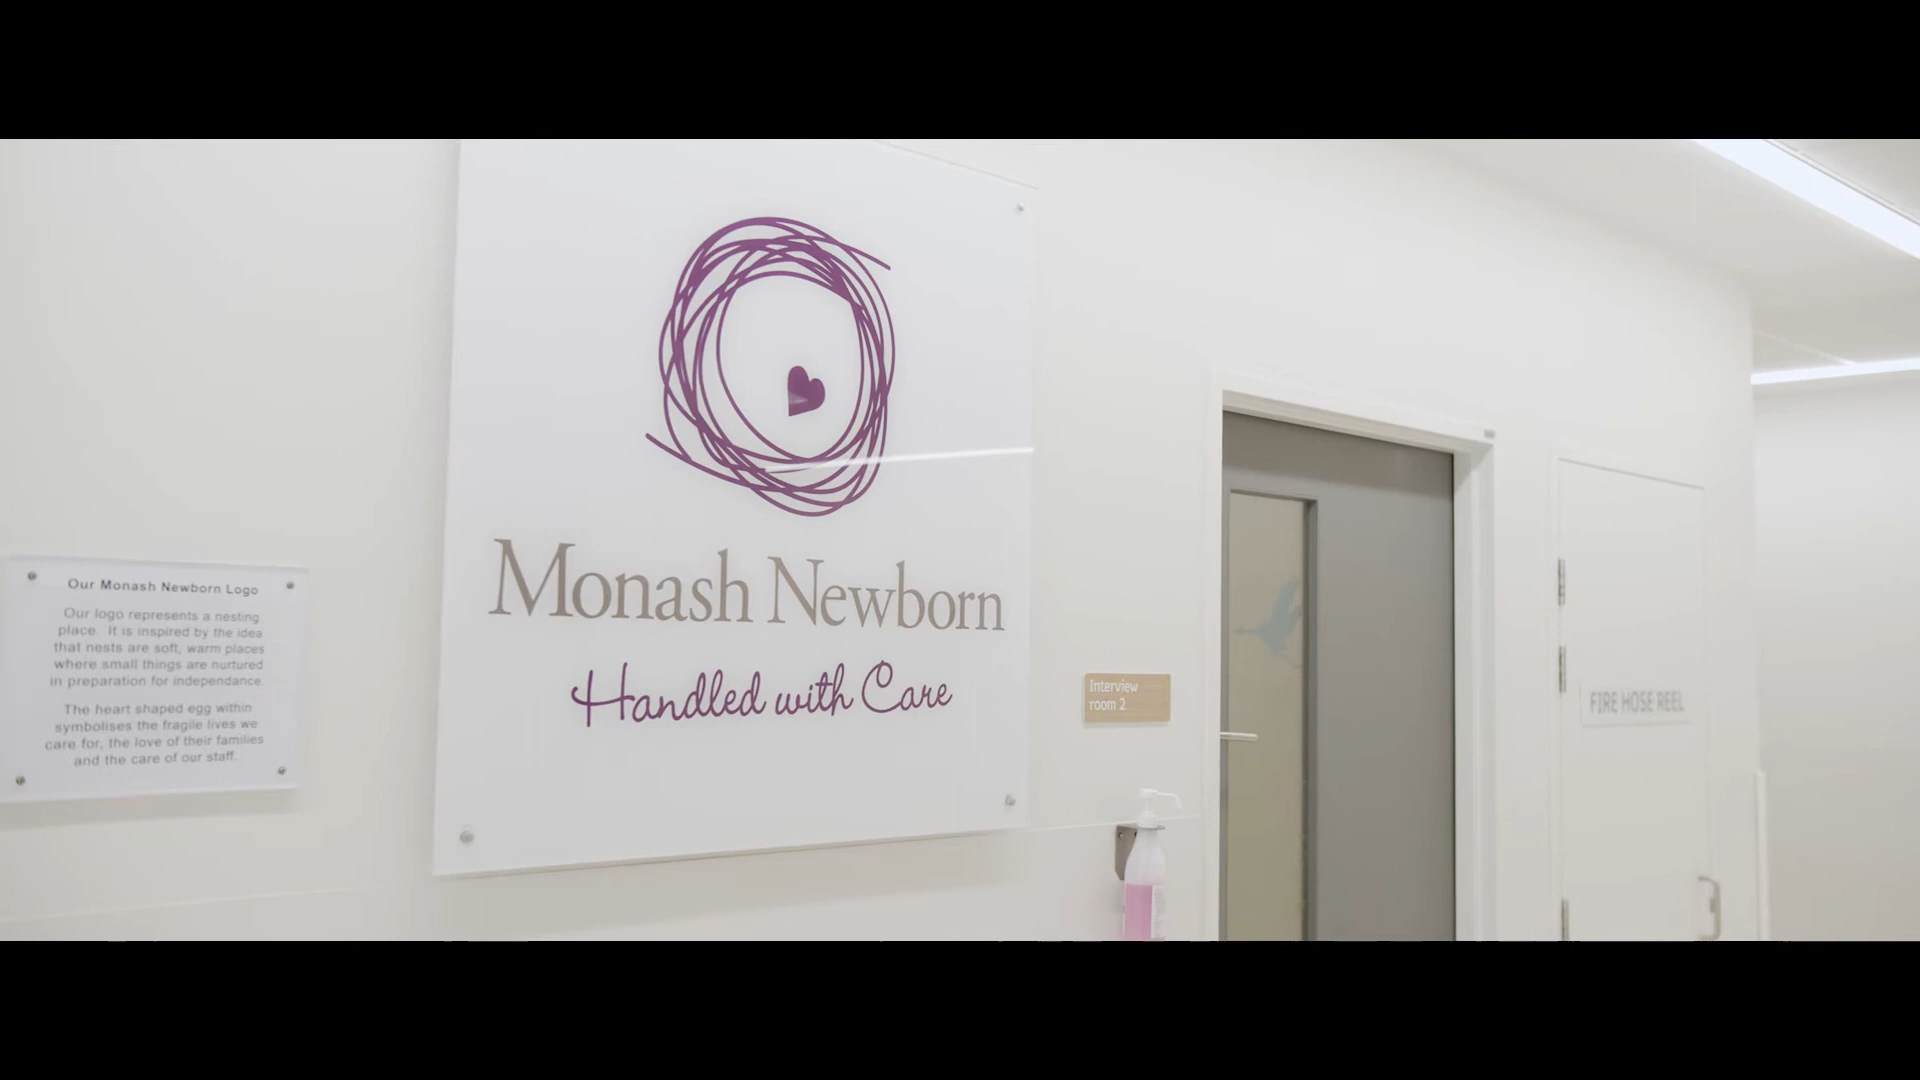 Our Monash Newborn Logo
Our logo represents a nesting
place. It is inspired by the idea
that nests are soft, warm places
where small things are nurtured
in preparation for independance.
The heart shaped egg within
symbolises the fragile lives we
care for, the love of their families
and the care of our staff.
Monash Newborn
Handled with Care
Interview
room 2
FIRE HOSE REEL